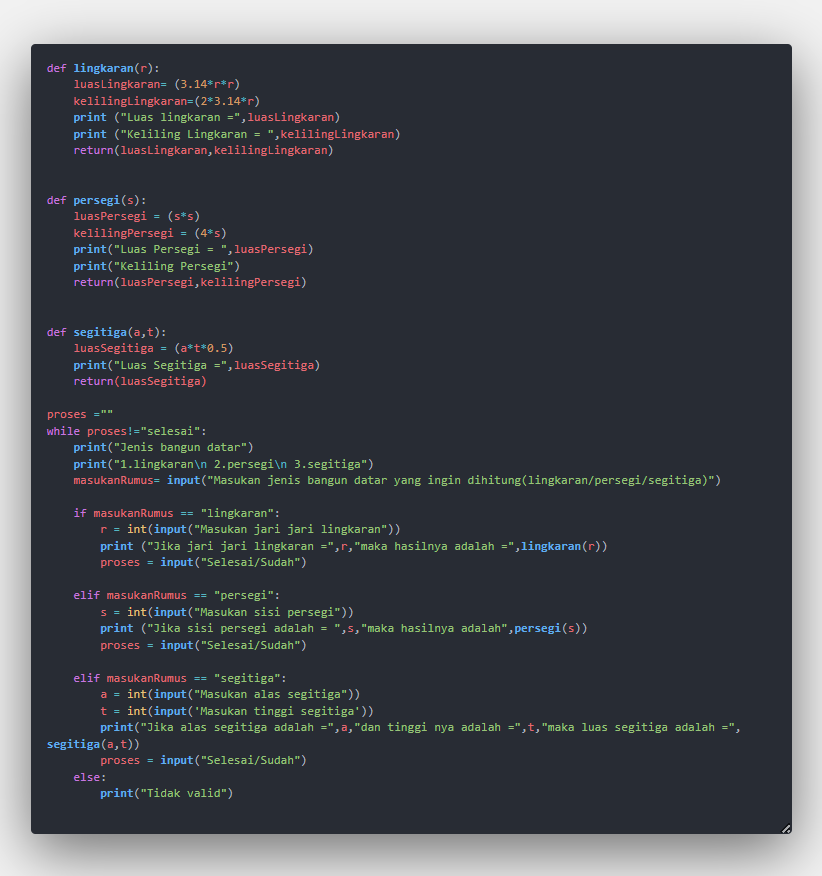 def lingkaran(r):
    luasLingkaran= (3.14*r*r)
    kelilingLingkaran=(2*3.14*r)
    print ("Luas lingkaran =",luasLingkaran)
    print ("Keliling Lingkaran = ",kelilingLingkaran)
    return(luasLingkaran,kelilingLingkaran)
def persegi(s):
    luasPersegi = (s*s)
    kelilingPersegi = (4*s)
    print("Luas Persegi = ",luasPersegi)
    print("Keliling Persegi")
    return(luasPersegi,kelilingPersegi)
def segitiga(a,t):
    luasSegitiga = (a*t*0.5)
    print("Luas Segitiga =",luasSegitiga)
    return(luasSegitiga)
proses =""
while proses!="selesai":
    print("Jenis bangun datar")
    print("1.lingkaran\n 2.persegi\n 3.segitiga")
    masukanRumus= input("Masukan jenis bangun datar yang ingin dihitung(lingkaran/persegi/segitiga)")
    if masukanRumus == "lingkaran":
        r = int(input("Masukan jari jari lingkaran"))
        print ("Jika jari jari lingkaran =",r,"maka hasilnya adalah =",lingkaran(r))
        proses = input("Selesai/Sudah")
    elif masukanRumus == "persegi":
        s = int(input("Masukan sisi persegi"))
        print ("Jika sisi persegi adalah = ",s,"maka hasilnya adalah",persegi(s))
        proses = input("Selesai/Sudah")
    elif masukanRumus == "segitiga":
        a = int(input("Masukan alas segitiga"))
        t = int(input('Masukan tinggi segitiga'))
        print("Jika alas segitiga adalah =",a,"dan tinggi nya adalah =",t,"maka luas segitiga adalah =",
segitiga(a,t))
        proses = input("Selesai/Sudah")
    else:
        print("Tidak valid")